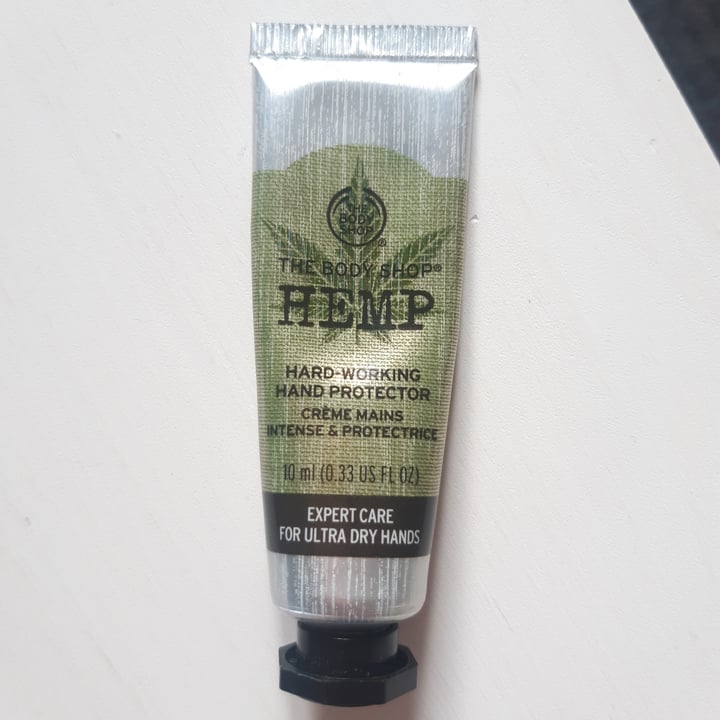 THE
BODY
SHOP
®
THE BODY SHOP®
HEMP
HARD-WORKING
HAND PROTECTOR
CRÈME MAINS
INTENSE & PROTECTRICE
10 ml (0.33 US FL OZ)
EXPERT CARE
FOR ULTRA DRY HANDS